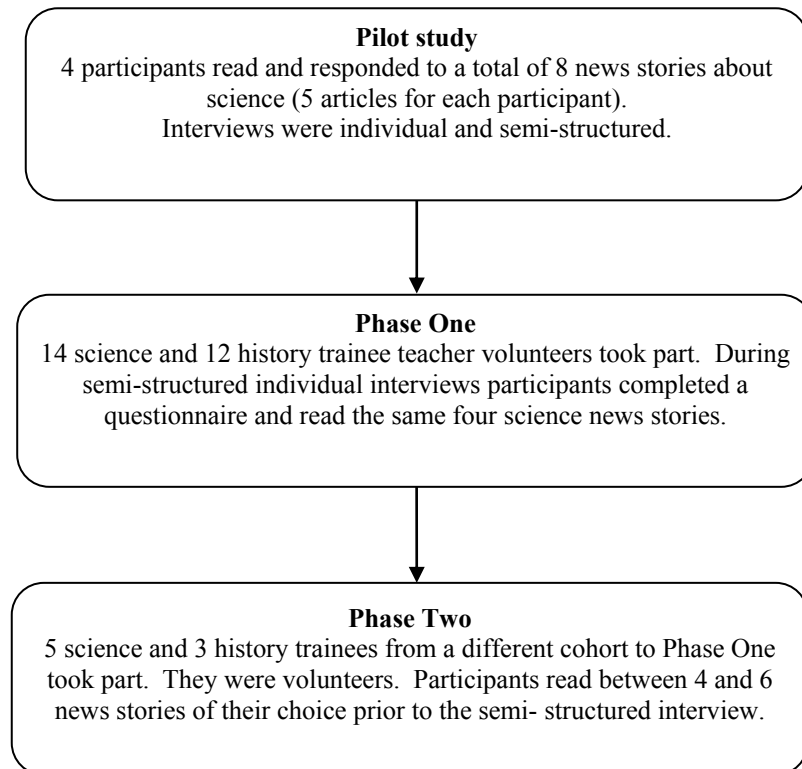 Pilot study
4 participants read and responded to a total of 8 news stories about
science (5 articles for each participant).
Interviews were individual and semi-structured.
Phase One
14 science and 12 history trainee teacher volunteers took part.  During
semi-structured individual interviews participants completed a
questionnaire and read the same four science news stories.
Phase Two
5 science and 3 history trainees from a different cohort to Phase One
took part.  They were volunteers.  Participants read between 4 and 6
news stories of their choice prior to the semi- structured interview.